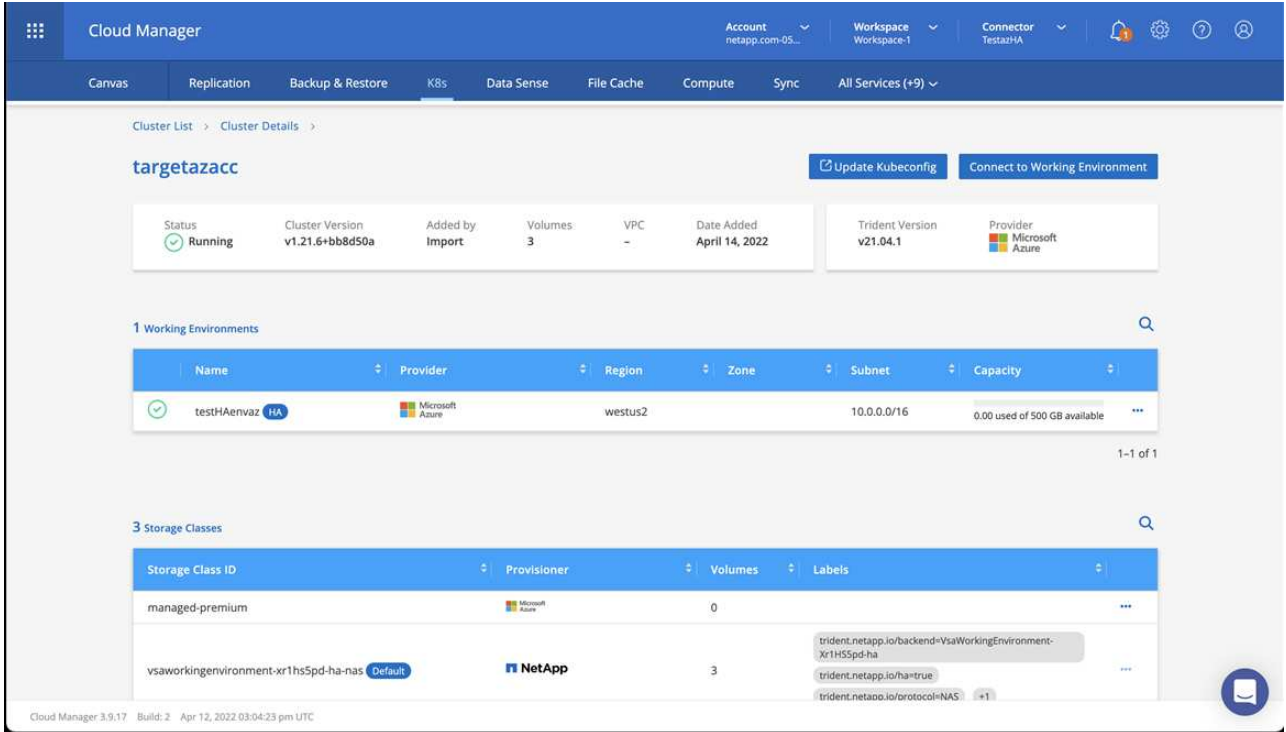 Cloud Manager
Account
netapp.com-05...
Workspace
Workspace-1
Connector
TestazHA
1
Canvas Replication Backup & Restore K8s Data Sense File Cache Compute Sync All Services (+9)
Cluster List > Cluster Details >
targetazacc
Update Kubeconfig
Connect to Working Environment
Status Cluster Version Added by Volumes VPC Date Added Trident Version Provider
Running v1.21.6+bb8d50a Import 3 – April 14, 2022 v21.04.1 Microsoft Azure
1 Working Environments
Name Provider Region Zone Subnet Capacity
testHAenvaz HA Microsoft Azure westus2 10.0.0.0/16 0.00 used of 500 GB available
1–1 of 1
3 Storage Classes
Storage Class ID Provisioner Volumes Labels
managed-premium Microsoft Azure 0
trident.netapp.io/backend=VsaWorkingEnvironment-
Xr1HS5pd-ha
vsaworkingenvironment-xr1hs5pd-ha-nas Default NetApp 3
trident.netapp.io/ha=true
trident.netapp.io/protocol=NAS +1
Cloud Manager 3.9.17 Build: 2 Apr 12, 2022 03:04:23 pm UTC